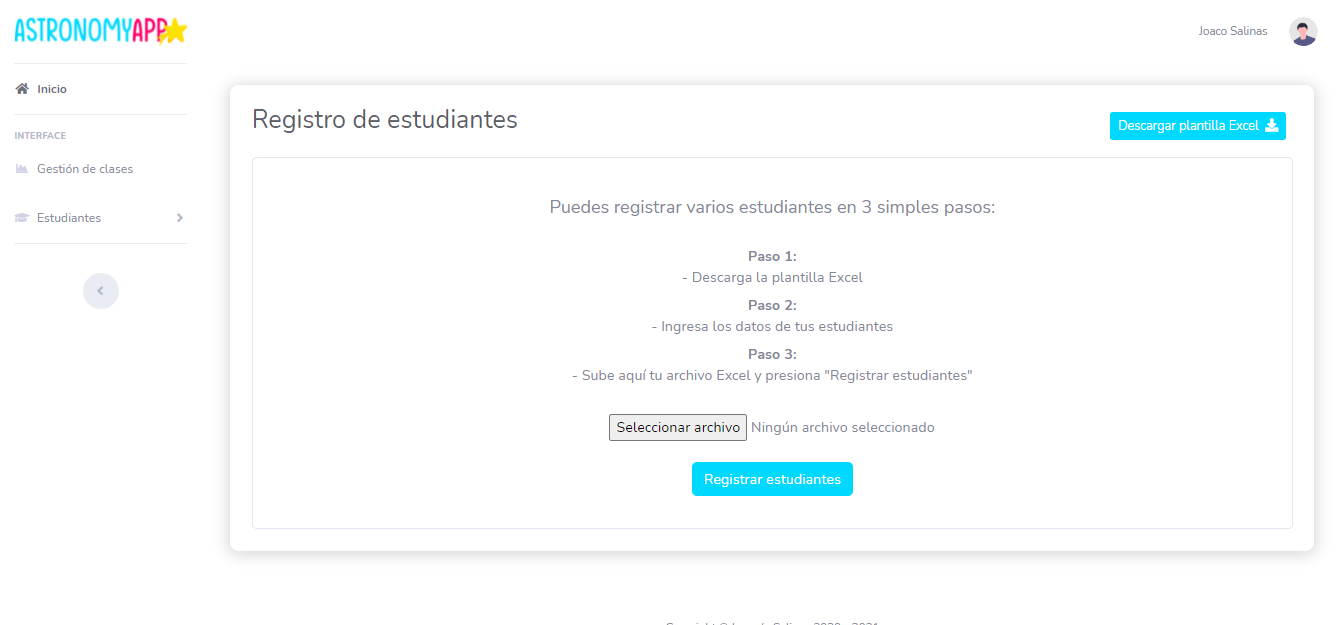 ASTRONOMYAPP
Joaco Salinas
Inicio
INTERFACE
Gestión de clases
Estudiantes
Registro de estudiantes
Descargar plantilla Excel
Puedes registrar varios estudiantes en 3 simples pasos:
Paso 1:
- Descarga la plantilla Excel
Paso 2:
- Ingresa los datos de tus estudiantes
Paso 3:
- Sube aquí tu archivo Excel y presiona "Registrar estudiantes"
Seleccionar archivo Ningún archivo seleccionado
Registrar estudiantes